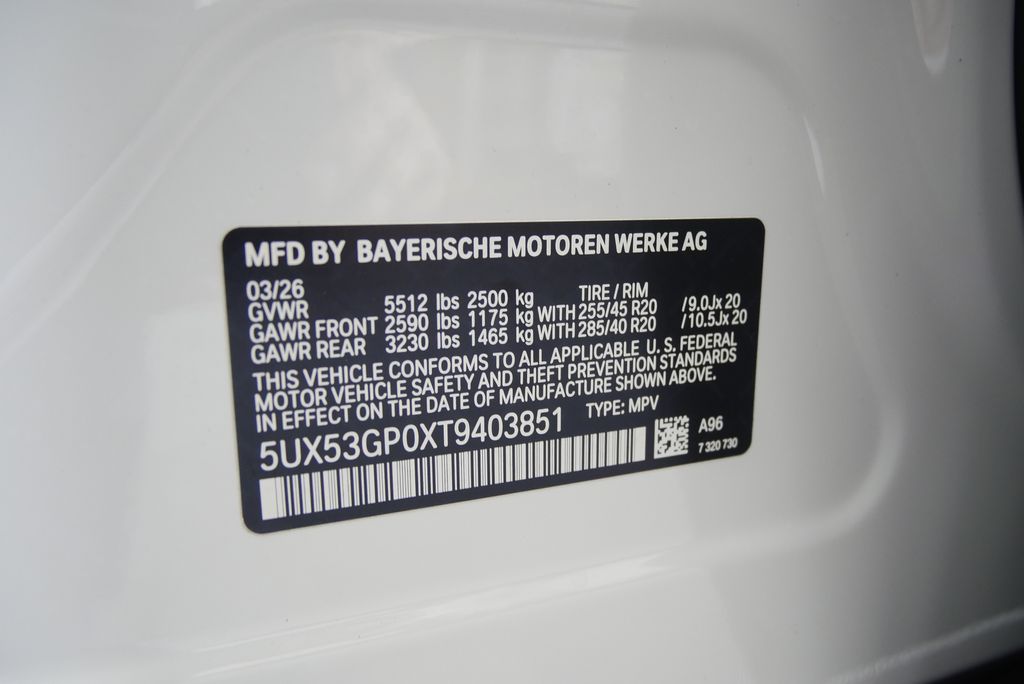 MFD BY BAYERISCHE MOTOREN WERKE AG
03/26 TIRE / RIM
GVWR 5512 lbs 2500 kg
GAWR FRONT 2590 lbs 1175 kg WITH 255/45 R20 /9.0Jx 20
GAWR REAR 3230 lbs 1465 kg WITH 285/40 R20 /10.5Jx 20
THIS VEHICLE CONFORMS TO ALL APPLICABLE U. S. FEDERAL
MOTOR VEHICLE SAFETY AND THEFT PREVENTION STANDARDS
IN EFFECT ON THE DATE OF MANUFACTURE SHOWN ABOVE.
5UX53GP0XT9403851 TYPE: MPV
A96
7 320 730